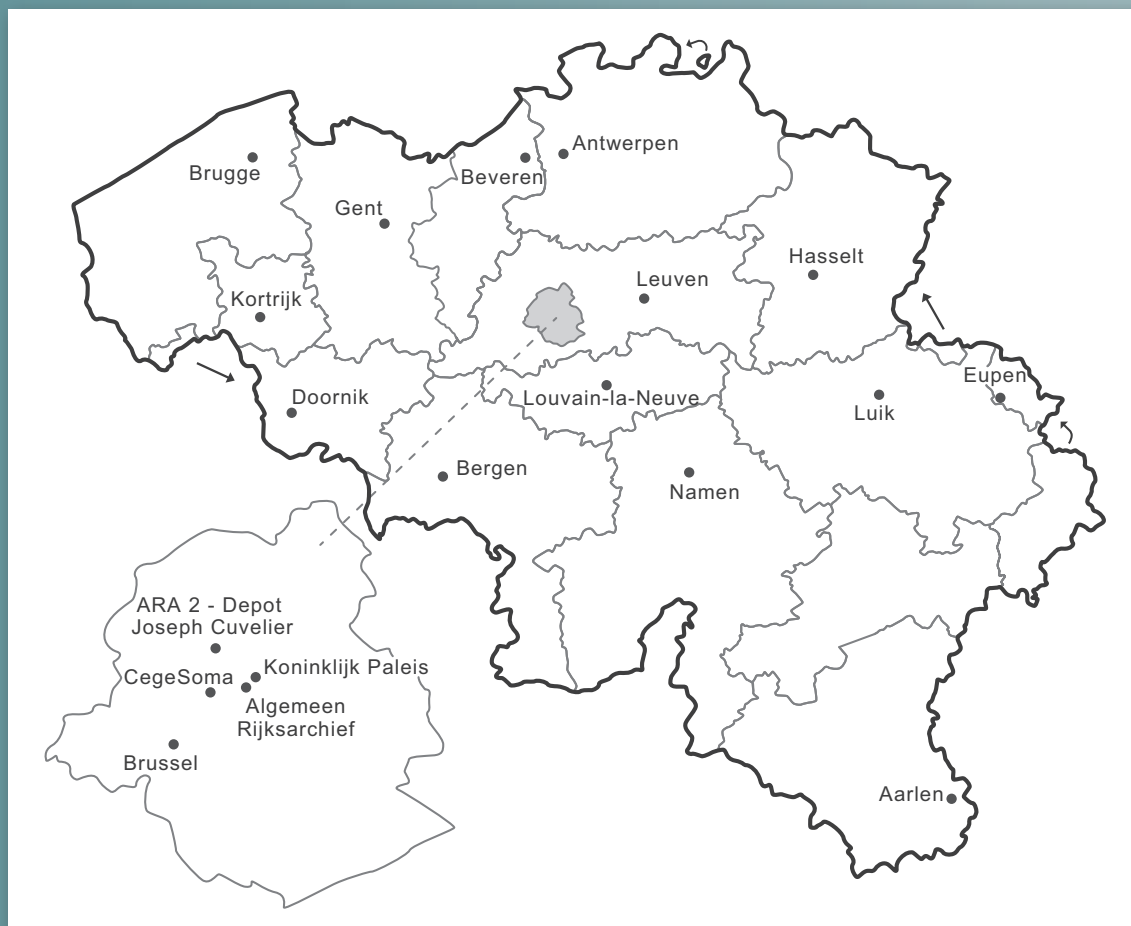 Antwerpen
Brugge
Beveren
Gent
Hasselt
Leuven
Kortrijk
Eupen
Doornik
Louvain-la-Neuve
Luik
Bergen
Namen
ARA 2 - Depot
Joseph Cuvelier
Koninklijk Paleis
CegeSoma
Algemeen
Rijksarchief
Brussel
Aarlen